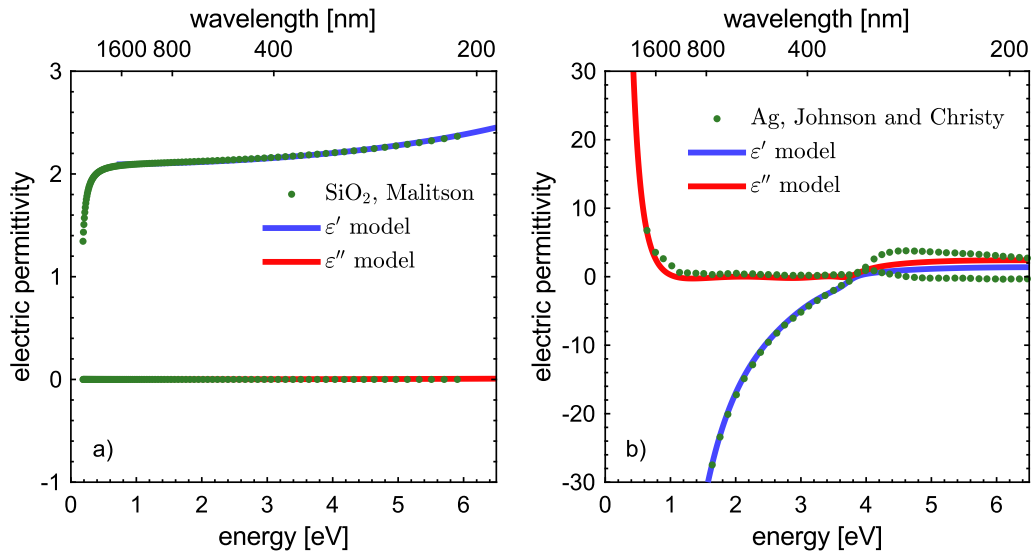 wavelength [nm]
1600 800 400 200
3
2
1
0
-1
electric permittivity
SiO₂, Malitson
ε′ model
ε″ model
a)
0 1 2 3 4 5 6
energy [eV]
wavelength [nm]
1600 800 400 200
30
20
10
0
-10
-20
-30
electric permittivity
Ag, Johnson and Christy
ε′ model
ε″ model
b)
0 1 2 3 4 5 6
energy [eV]